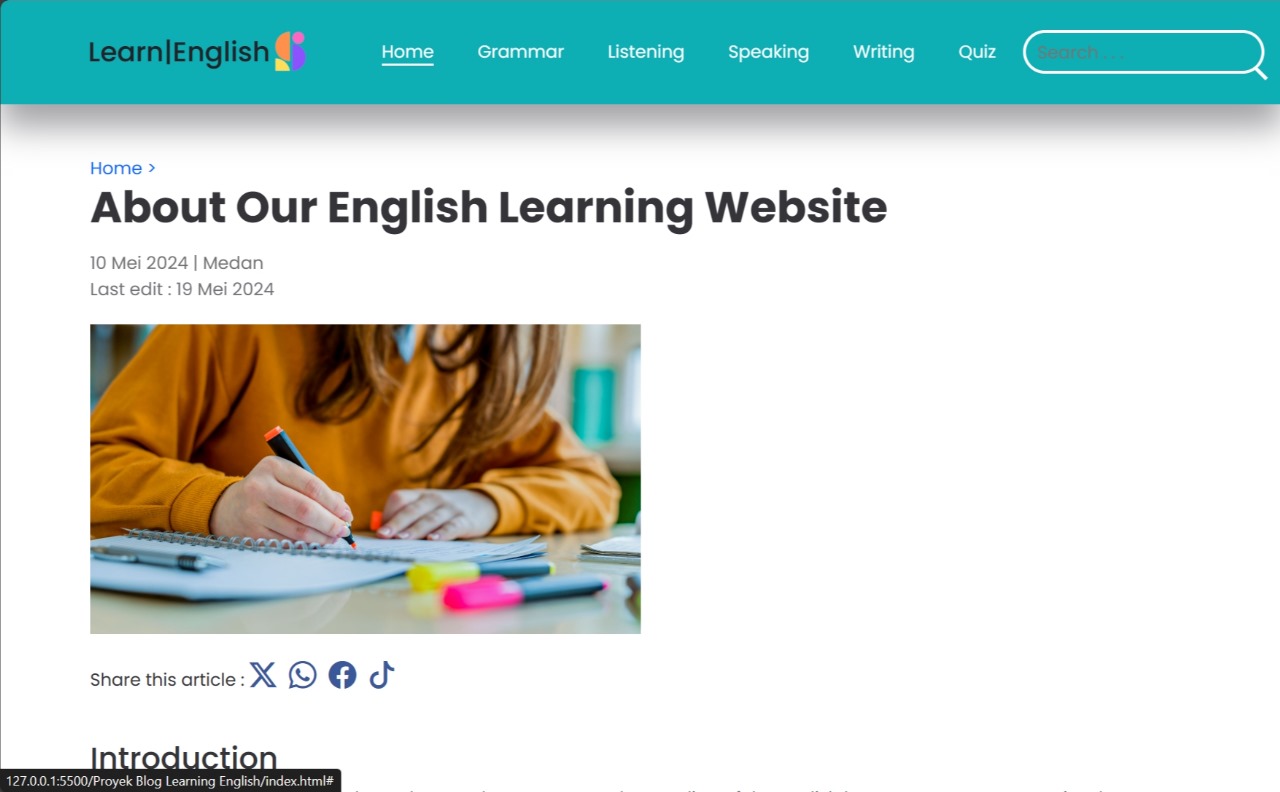 Learn|English
Home Grammar Listening Speaking Writing Quiz Search . . .
Home >
About Our English Learning Website
10 Mei 2024 | Medan
Last edit : 19 Mei 2024
Share this article :
Introduction
127.0.0.1:5500/Proyek Blog Learning English/index.html#